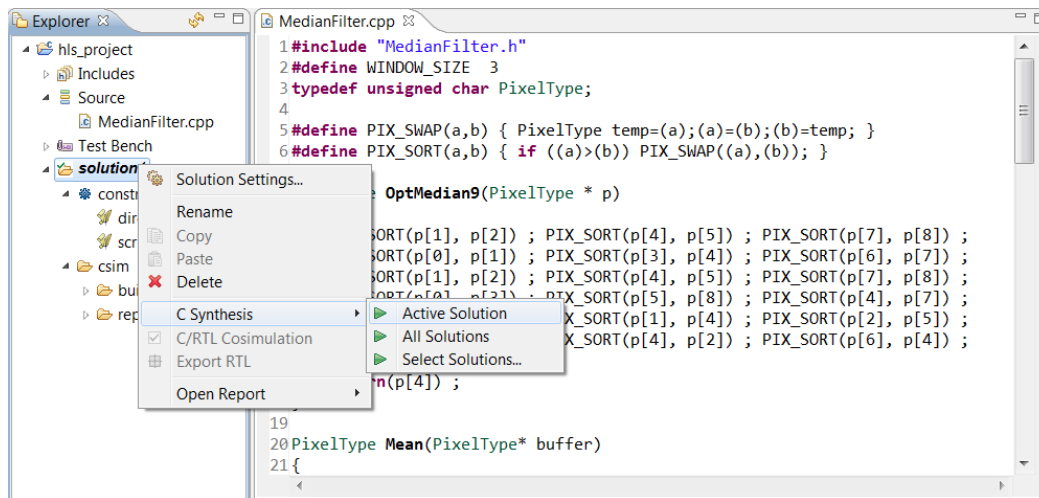 Explorer
hls_project
Includes
Source
MedianFilter.cpp
Test Bench
solution
constr
dir
scr
csim
bui
rep
Solution Settings...
Rename
Copy
Paste
Delete
C Synthesis
C/RTL Cosimulation
Export RTL
Open Report
Active Solution
All Solutions
Select Solutions...
MedianFilter.cpp
1 #include "MedianFilter.h"
2 #define WINDOW_SIZE  3
3 typedef unsigned char PixelType;
4
5 #define PIX_SWAP(a,b) { PixelType temp=(a);(a)=(b);(b)=temp; }
6 #define PIX_SORT(a,b) { if ((a)>(b)) PIX_SWAP((a),(b)); }
OptMedian9(PixelType * p)
SORT(p[1], p[2]) ; PIX_SORT(p[4], p[5]) ; PIX_SORT(p[7], p[8]) ;
SORT(p[0], p[1]) ; PIX_SORT(p[3], p[4]) ; PIX_SORT(p[6], p[7]) ;
SORT(p[1], p[2]) ; PIX_SORT(p[4], p[5]) ; PIX_SORT(p[7], p[8]) ;
SORT(p[0], p[3]) ; PIX_SORT(p[5], p[8]) ; PIX_SORT(p[4], p[7]) ;
X_SORT(p[1], p[4]) ; PIX_SORT(p[2], p[5]) ;
X_SORT(p[4], p[2]) ; PIX_SORT(p[6], p[4]) ;
rn(p[4]) ;
19
20 PixelType Mean(PixelType* buffer)
21 {